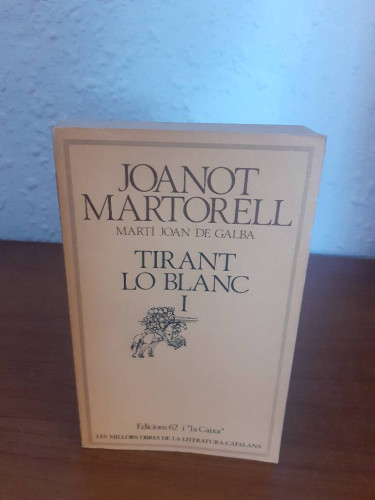 JOANOT
MARTORELL
MARTÍ JOAN DE GALBA
TIRANT
LO BLANC
I
Edicions 62 i "la Caixa"
LES MILLORS OBRES DE LA LITERATURA CATALANA